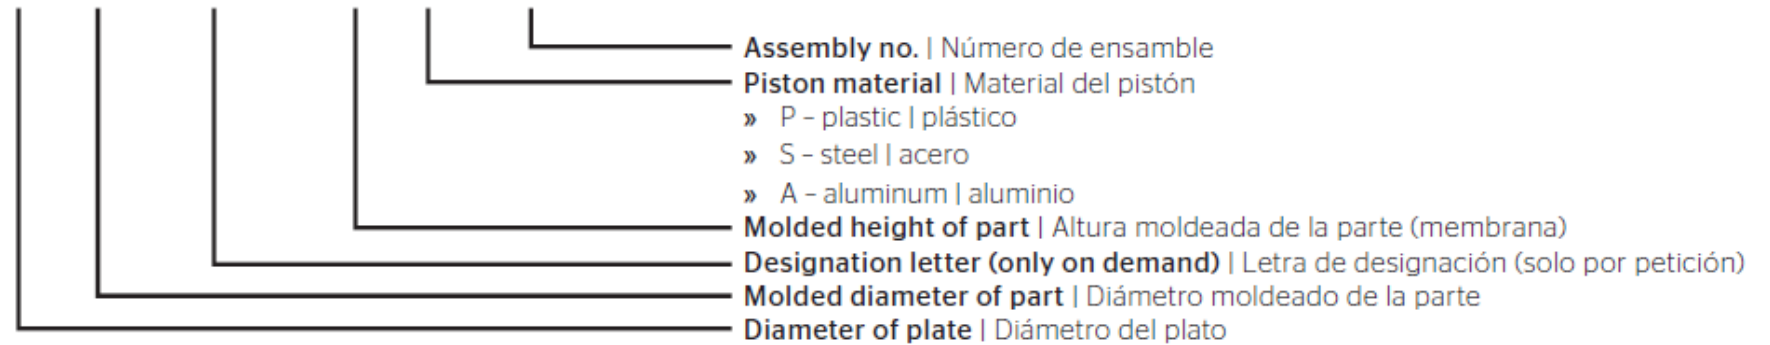 Assembly no. | Número de ensamble
Piston material | Material del pistón
» P – plastic | plástico
» S – steel | acero
» A – aluminum | aluminio
Molded height of part | Altura moldeada de la parte (membrana)
Designation letter (only on demand) | Letra de designación (solo por petición)
Molded diameter of part | Diámetro moldeado de la parte
Diameter of plate | Diámetro del plato